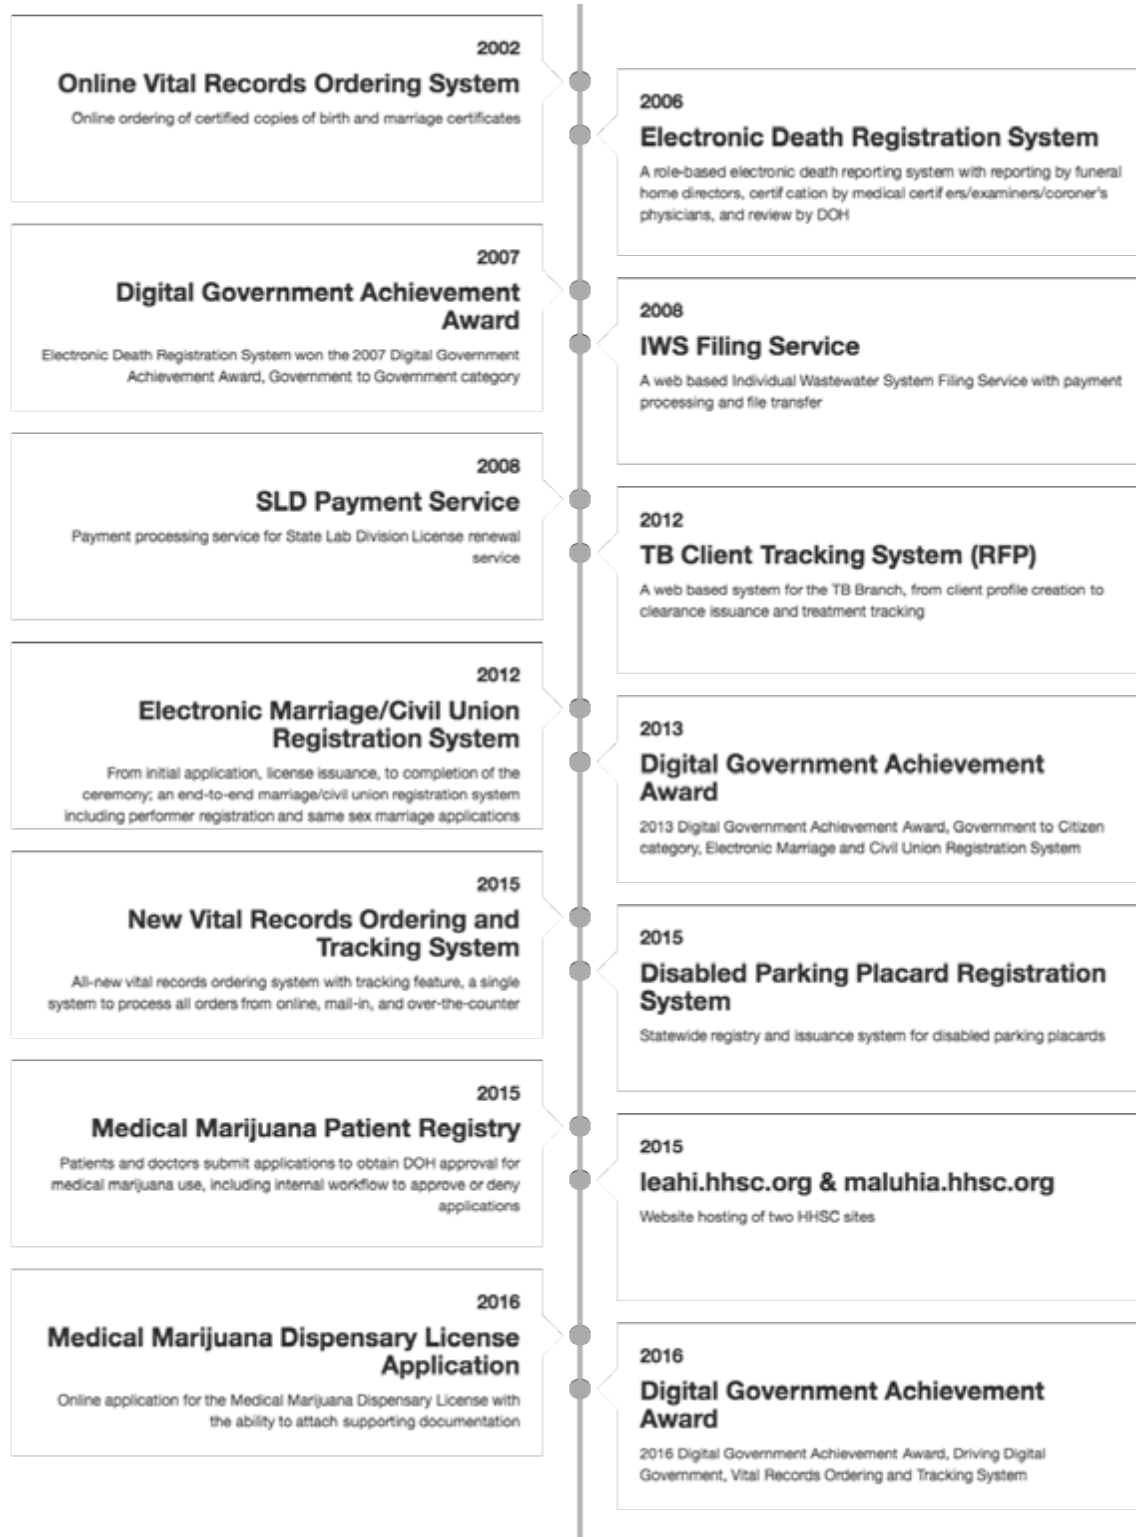 2002
Online Vital Records Ordering System
Online ordering of certified copies of birth and marriage certificates
2006
Electronic Death Registration System
A role-based electronic death reporting system with reporting by funeral
home directors, certif cation by medical certif ers/examiners/coroner's
physicians, and review by DOH
2007
Digital Government Achievement
Award
Electronic Death Registration System won the 2007 Digital Government
Achievement Award, Government to Government category
2008
IWS Filing Service
A web based Individual Wastewater System Filing Service with payment
processing and file transfer
2008
SLD Payment Service
Payment processing service for State Lab Division License renewal
service
2012
TB Client Tracking System (RFP)
A web based system for the TB Branch, from client profile creation to
clearance issuance and treatment tracking
2012
Electronic Marriage/Civil Union
Registration System
From initial application, license issuance, to completion of the
ceremony; an end-to-end marriage/civil union registration system
including performer registration and same sex marriage applications
2013
Digital Government Achievement
Award
2013 Digital Government Achievement Award, Government to Citizen
category, Electronic Marriage and Civil Union Registration System
2015
New Vital Records Ordering and
Tracking System
All-new vital records ordering system with tracking feature, a single
system to process all orders from online, mail-in, and over-the-counter
2015
Disabled Parking Placard Registration
System
Statewide registry and issuance system for disabled parking placards
2015
Medical Marijuana Patient Registry
Patients and doctors submit applications to obtain DOH approval for
medical marijuana use, including internal workflow to approve or deny
applications
2015
leahi.hhsc.org & maluhia.hhsc.org
Website hosting of two HHSC sites
2016
Medical Marijuana Dispensary License
Application
Online application for the Medical Marijuana Dispensary License with
the ability to attach supporting documentation
2016
Digital Government Achievement
Award
2016 Digital Government Achievement Award, Driving Digital
Government, Vital Records Ordering and Tracking System